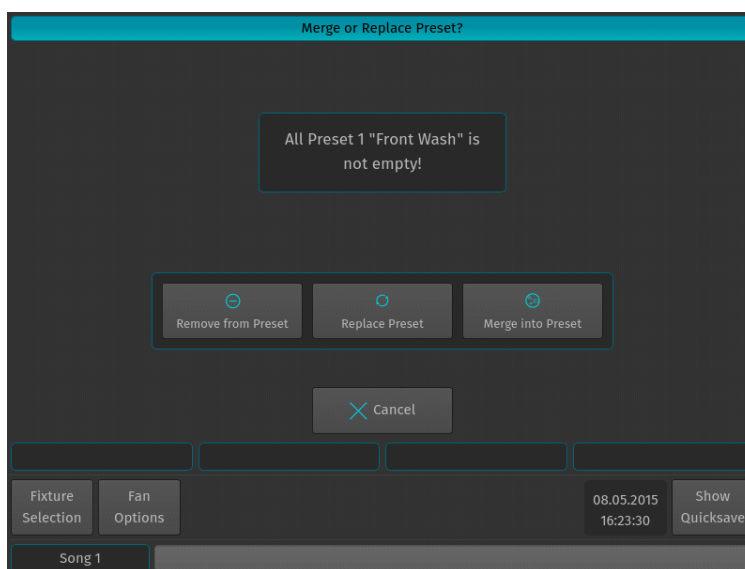 Merge or Replace Preset?
All Preset 1 "Front Wash" is
not empty!
Remove from Preset
Replace Preset
Merge into Preset
Cancel
Fixture
Selection
Fan
Options
08.05.2015
16:23:30
Show
Quicksave
Song 1